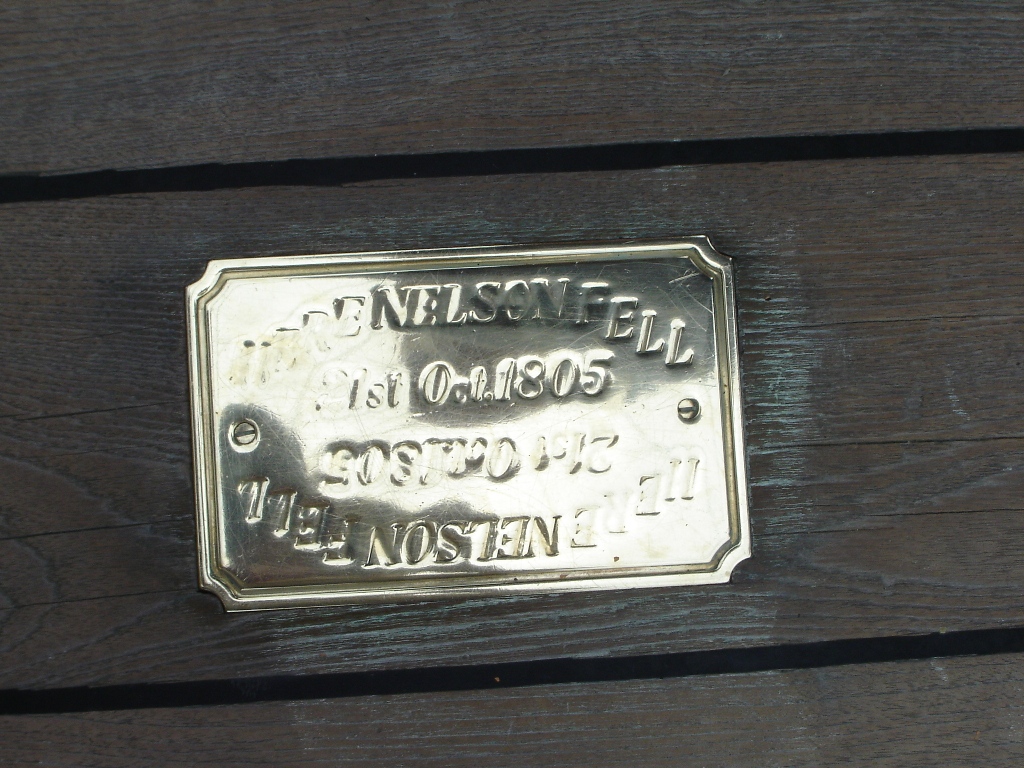 HERE NELSON FELL
21st Oct. 1805
21st Oct. 1805
HERE NELSON FELL